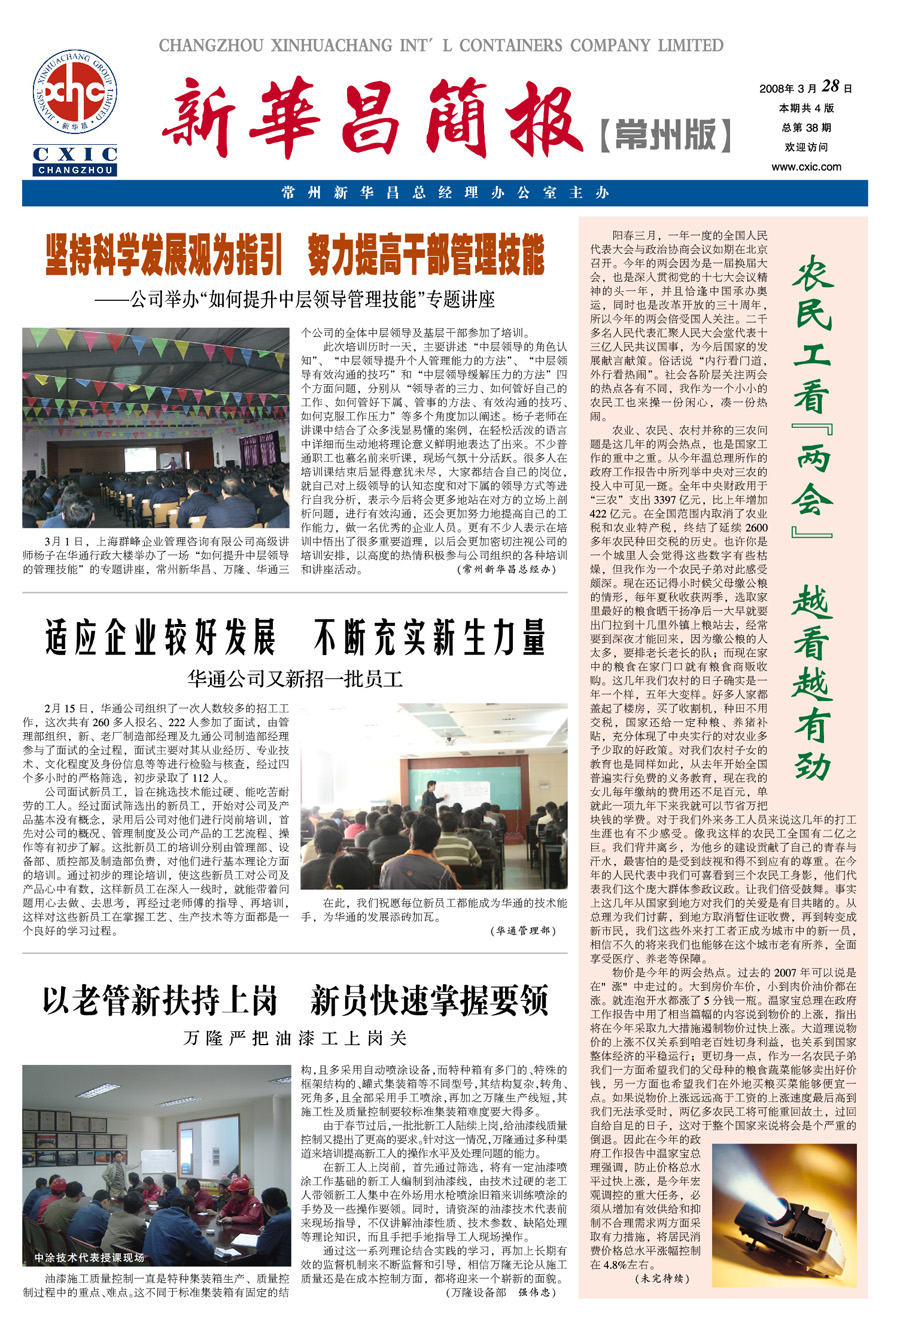 CHANGZHOU XINHUACHANG INT'L CONTAINERS COMPANY LIMITED
JIANGSU XINHUACHANG GROUP LIMITED
xhc
·新华昌·
CXIC
CHANGZHOU
新華昌簡报
【常州版】
2008年3月28日
本期共4版
总第38期
欢迎访问
www.cxic.com
常州新华昌总经理办公室主办
坚持科学发展观为指引 努力提高干部管理技能
——公司举办“如何提升中层领导管理技能”专题讲座
3月1日，上海群峰企业管理咨询有限公司高级讲
师杨子在华通行政大楼举办了一场“如何提升中层领导
的管理技能”的专题讲座，常州新华昌、万隆、华通三
个公司的全体中层领导及基层干部参加了培训。
此次培训历时一天，主要讲述“中层领导的角色认
知”、“中层领导提升个人管理能力的方法”、“中层领
导有效沟通的技巧”和“中层领导缓解压力的方法”四
个方面问题，分别从“领导者的三力、如何管好自己的
工作、如何管好下属、管事的方法、有效沟通的技巧、
如何克服工作压力”等多个角度加以阐述。杨子老师在
讲课中结合了众多浅显易懂的案例，在轻松活泼的语言
中详细而生动地将理论意义鲜明地表达了出来。不少普
通职工也慕名前来听课，现场气氛十分活跃。很多人在
培训课结束后显得意犹未尽，大家都结合自己的岗位，
就自己对上级领导的认知态度和对下属的领导方式等进
行自我分析，表示今后将会更多地站在对方的立场上剖
析问题，进行有效沟通，还会更加努力地提高自己的工
作能力，做一名优秀的企业人员。更有不少人表示在培
训中悟出了很多重要道理，以后会更加密切注视公司的
培训安排，以高度的热情积极参与公司组织的各种培训
和讲座活动。 （常州新华昌总经办）
适应企业较好发展 不断充实新生力量
华通公司又新招一批员工
2月15日，华通公司组织了一次人数较多的招工工
作，这次共有260多人报名、222人参加了面试，由管
理部组织，新、老厂制造部经理及九通公司制造部经理
参与了面试的全过程，面试主要对其从业经历、专业技
术、文化程度及身份信息等等进行检验与核查，经过四
个多小时的严格筛选，初步录取了112人。
公司面试新员工，旨在挑选技术能过硬、能吃苦耐
劳的工人。经过面试筛选出的新员工，开始对公司及产
品基本没有概念，录用后公司对他们进行岗前培训，首
先对公司的概况、管理制度及公司产品的工艺流程、操
作等有初步了解。这批新员工的培训分别由管理部、设
备部、质控部及制造部负责，对他们进行基本理论方面
的培训。通过初步的理论培训，使这些新员工对公司及
产品心中有数，这样新员工在深入一线时，就能带着问
题用心去做、去思考，再经过老师傅的指导、再培训，
这样对这些新员工在掌握工艺、生产技术等方面都是一
个良好的学习过程。
在此，我们祝愿每位新员工都能成为华通的技术能
手，为华通的发展添砖加瓦。
（华通管理部）
以老管新扶持上岗 新员快速掌握要领
万隆严把油漆工上岗关
中涂技术代表授课现场
油漆施工质量控制一直是特种集装箱生产、质量控
制过程中的重点、难点。这不同于标准集装箱有固定的结
构，且多采用自动喷涂设备，而特种箱有多门的、特殊的
框架结构的、罐式集装箱等不同型号，其结构复杂，转角、
死角多，且全部采用手工喷涂，再加之万隆生产线短，其
施工性及质量控制要较标准集装箱难度要大得多。
由于春节过后，一批批新工人陆续上岗，给油漆线质量
控制又提出了更高的要求。针对这一情况，万隆通过多种渠
道来培训提高新工人的操作水平及处理问题的能力。
在新工人上岗前，首先通过筛选，将有一定油漆喷
涂工作基础的新工人编制到油漆线，由技术过硬的老工
人带领新工人集中在外场用水枪喷涂旧箱来训练喷涂的
手势及一些操作要领。同时，请资深的油漆技术代表前
来现场指导，不仅讲解油漆性质、技术参数、缺陷处理
等理论知识，而且手把手地指导工人现场操作。
通过这一系列理论结合实践的学习，再加上长期有
效的监督机制来不断监督和引导，相信万隆无论从施工
质量还是在成本控制方面，都将迎来一个崭新的面貌。
（万隆设备部 强伟忠）
农民工看『两会』 越看越有劲
阳春三月，一年一度的全国人民
代表大会与政治协商会议如期在北京
召开。今年的两会因为是一届换届大
会，也是深入贯彻党的十七大会议精
神的头一年，并且恰逢中国承办奥
运，同时也是改革开放的三十周年，
所以今年的两会倍受国人关注。二千
多名人民代表汇聚人民大会堂代表十
三亿人民共议国事，为今后国家的发
展献言献策。俗话说“内行看门道，
外行看热闹”。社会各阶层关注两会
的热点各有不同，我作为一个小小的
农民工也来操一份闲心，凑一份热
闹。
农业、农民、农村并称的三农问
题是这几年的两会热点，也是国家工
作的重中之重。从今年温总理所作的
政府工作报告中所列举中央对三农的
投入中可见一斑。全年中央财政用于
“三农”支出3397亿元，比上年增加
422亿元。在全国范围内取消了农业
税和农业特产税，终结了延续2600
多年农民种田交税的历史。也许你是
一个城里人会觉得这些数字有些枯
燥，但我作为一个农民子弟对此感受
颇深。现在还记得小时候父母缴公粮
的情形，每年夏秋收获两季，选取家
里最好的粮食晒干扬净后一大早就要
出门拉到十几里外镇上粮站去，经常
要到深夜才能回来，因为缴公粮的人
太多，要排老长老长的队；而现在家
中的粮食在家门口就有粮食商贩收
购。这几年我们农村的日子确实是一
年一个样，五年大变样。好多人家都
盖起了楼房，买了收割机，种田不用
交税，国家还给一定种粮、养猪补
贴，充分体现了中央实行的对农业多
予少取的好政策。对我们农村子女的
教育也是同样如此，从去年开始全国
普遍实行免费的义务教育，现在我的
女儿每年缴纳的费用还不足百元，单
就此一项九年下来我就可以节省万把
块钱的学费。对于我们外来务工人员来说这几年的打工
生涯也有不少感受。像我这样的农民工全国有二亿之
巨。我们背井离乡，为他乡的建设贡献了自己的青春与
汗水，最害怕的是受到歧视和得不到应有的尊重。在今
年的人民代表中我们可喜看到三个农民工身影，他们代
表我们这个庞大群体参政议政。让我们倍受鼓舞。事实
上这几年从国家到地方对我们的关爱是有目共睹的。从
总理为我们讨薪，到地方取消暂住证收费，再到转变成
新市民，我们这些外来打工者正成为城市中的新一员，
相信不久的将来我们也能够在这个城市老有所养，全面
享受医疗、养老等保障。
物价是今年的两会热点。过去的2007年可以说是
在"涨"中走过的。大到房价车价，小到肉价油价都在
涨。就连泡开水都涨了5分钱一瓶。温家宝总理在政府
工作报告中用了相当篇幅的内容说到物价的上涨，指出
将在今年采取九大措施遏制物价过快上涨。大道理说物
价的上涨不仅关系到咱老百姓切身利益，也关系到国家
整体经济的平稳运行；更切身一点，作为一名农民子弟
我们一方面希望我们的父母种的粮食蔬菜能够卖出好价
钱，另一方面也希望我们在外地买粮买菜能够便宜一
点。如果说物价上涨远远高于工资的上涨速度最后高到
我们无法承受时，两亿多农民工将可能重回故土，过回
自给自足的日子，这对于整个国家来说将会是个严重的
倒退。因此在今年的政
府工作报告中温家宝总
理强调，防止价格总水
平过快上涨，是今年宏
观调控的重大任务，必
须从增加有效供给和抑
制不合理需求两方面采
取有力措施，将居民消
费价格总水平涨幅控制
在4.8%左右。
（未完待续）